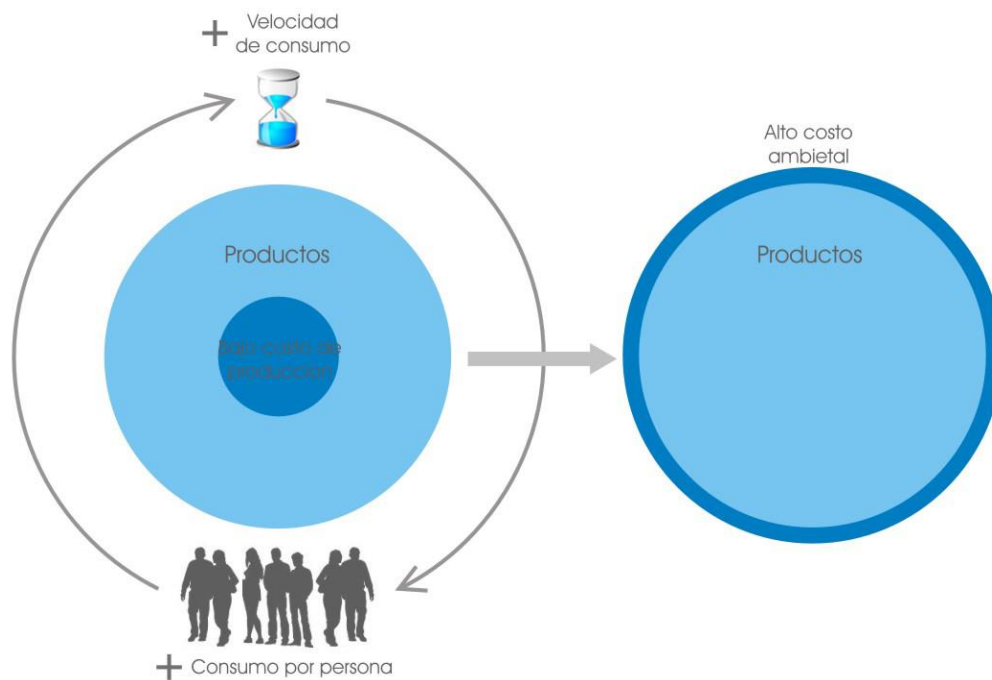 + Velocidad
de consumo
Alto costo
ambietal
Productos
Productos
Bajo costo de
producción
+ Consumo por persona